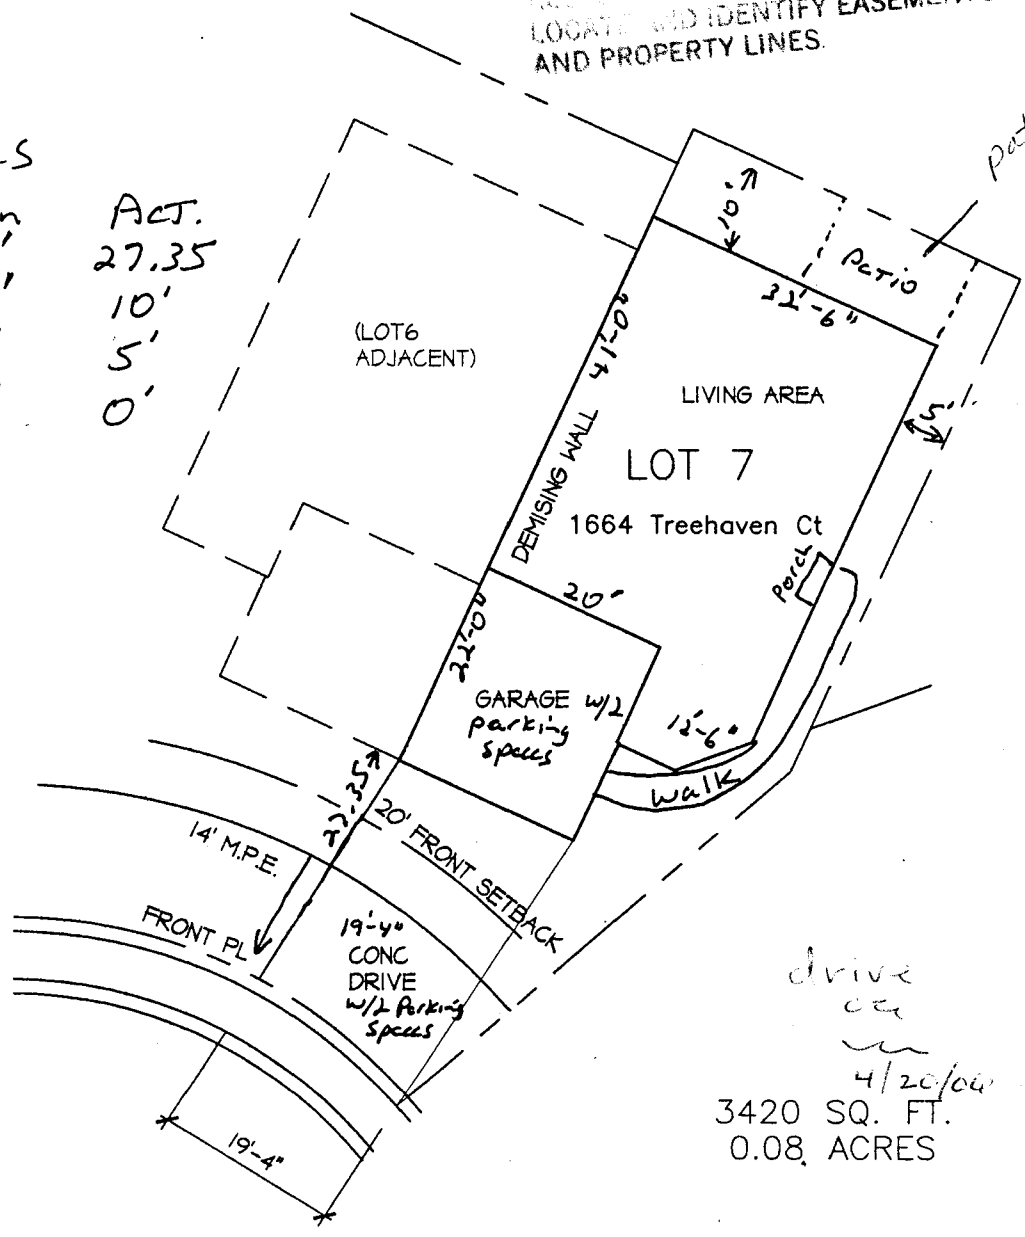 LOCATE AND IDENTIFY EASEMENTS
AND PROPERTY LINES.
ACT.
27.35
10'
5'
0'
10'
PATIO
32'-6"
(LOT6
ADJACENT)
41'-0"
DEMISING WALL
LIVING AREA
5'
LOT 7
1664 Treehaven Ct
Porch
20'
22'-0"
GARAGE w/2
parking
spaces
12'-6"
Walk
27.35
20' FRONT SETBACK
14' M.P.E.
FRONT PL
19'-4"
CONC
DRIVE
w/2 Parking
Spaces
drive
4/20/06
3420 SQ. FT.
0.08 ACRES
19'-4"